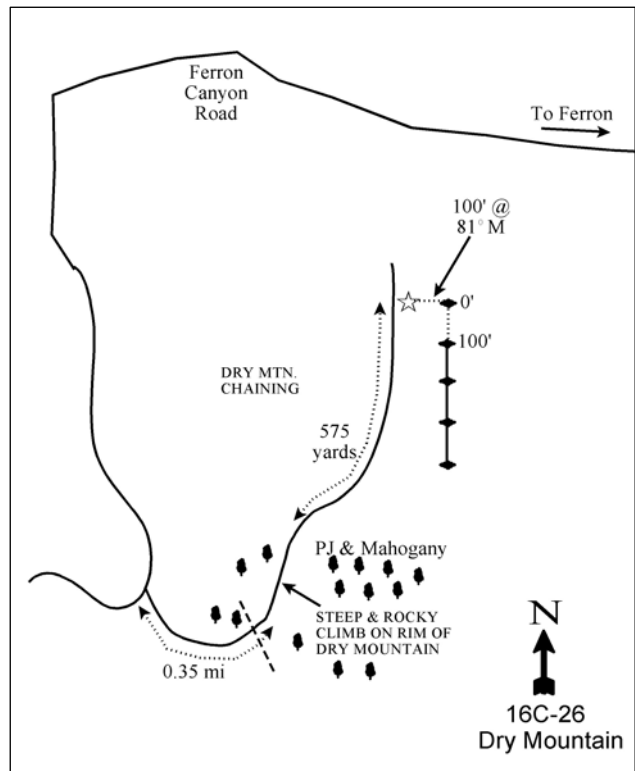 Ferron
Canyon
Road
To Ferron
100' @
81° M
0'
100'
DRY MTN.
CHAINING
575
yards
PJ & Mahogany
STEEP & ROCKY
CLIMB ON RIM OF
DRY MOUNTAIN
0.35 mi
N
16C-26
Dry Mountain